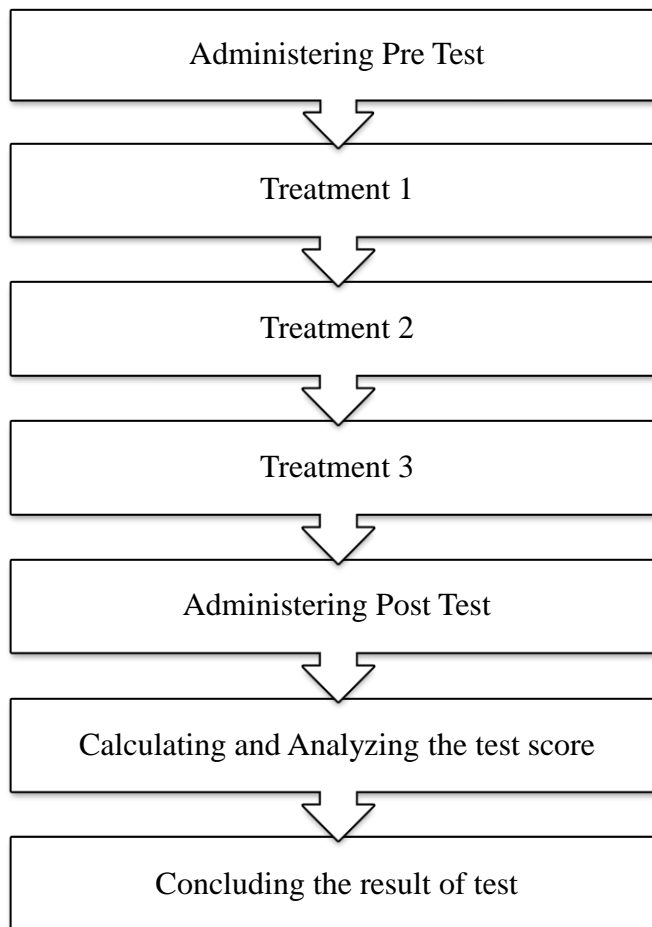 Administering Pre Test
Treatment 1
Treatment 2
Treatment 3
Administering Post Test
Calculating and Analyzing the test score
Concluding the result of test